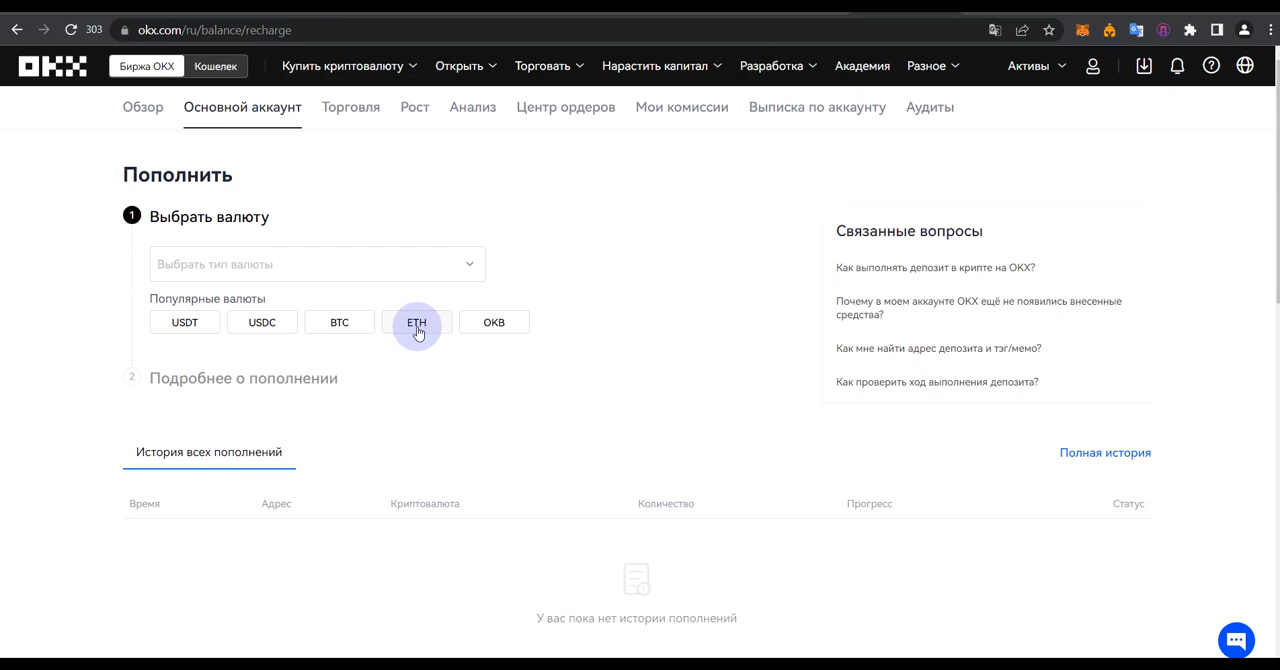 303 okx.com/ru/balance/recharge
OKX Биржа OKX Кошелек Купить криптовалюту Открыть Торговать Нарастить капитал Разработка Академия Разное Активы
Обзор Основной аккаунт Торговля Рост Анализ Центр ордеров Мои комиссии Выписка по аккаунту Аудиты
Пополнить
1 Выбрать валюту
Выбрать тип валюты
Популярные валюты
USDT USDC BTC ETH OKB
2 Подробнее о пополнении
Связанные вопросы
Как выполнять депозит в крипте на OKX?
Почему в моем аккаунте OKX ещё не появились внесенные
средства?
Как мне найти адрес депозита и тэг/мемо?
Как проверить ход выполнения депозита?
История всех пополнений
Полная история
Время Адрес Криптовалюта Количество Прогресс Статус
У вас пока нет истории пополнений